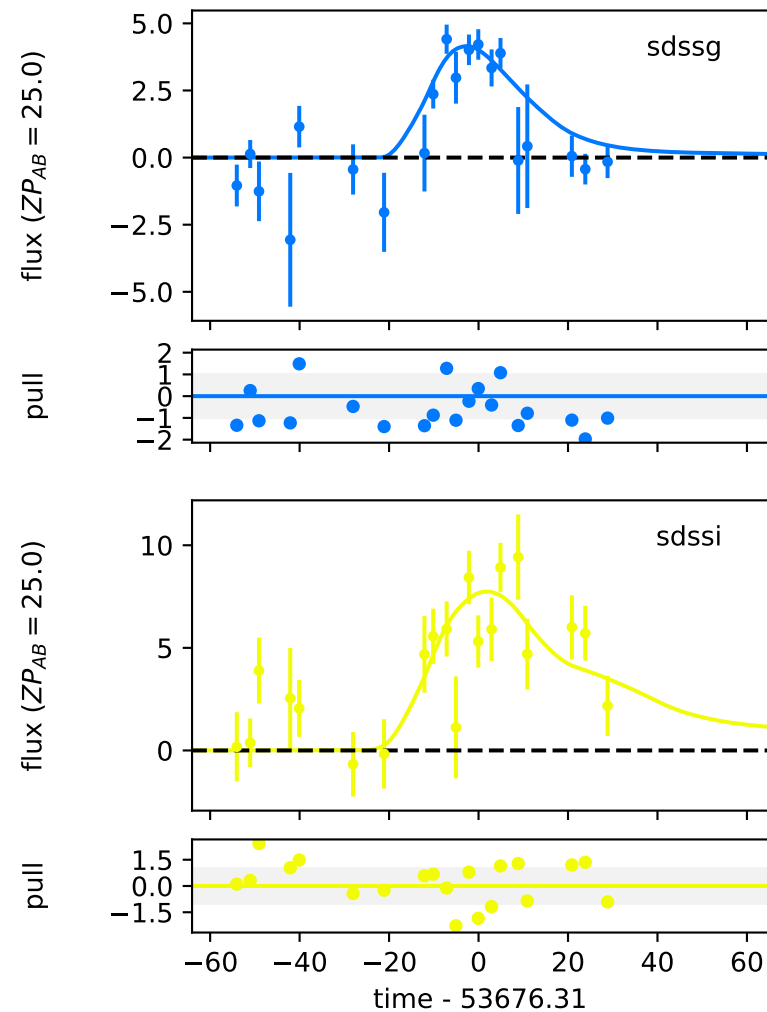 5.0
2.5
0.0
−2.5
−5.0
flux (ZP_AB = 25.0)
sdssg
2
1
0
−1
−2
pull
10
5
0
flux (ZP_AB = 25.0)
sdssi
1.5
0.0
−1.5
pull
−60 −40 −20 0 20 40 60
time - 53676.31